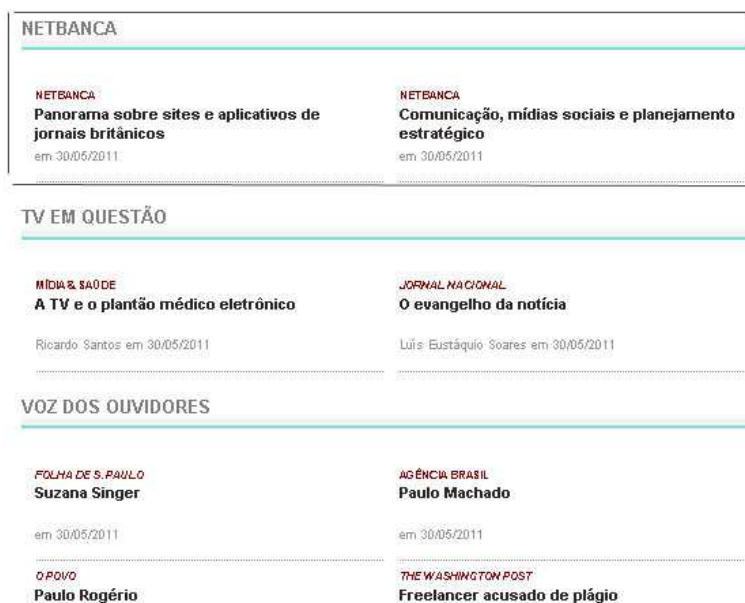 NETBANCA
NETBANCA
Panorama sobre sites e aplicativos de
jornais britânicos
em 30/05/2011
NETBANCA
Comunicação, mídias sociais e planejamento
estratégico
em 30/05/2011
TV EM QUESTÃO
MÍDIA & SAÚDE
A TV e o plantão médico eletrônico
Ricardo Santos em 30/05/2011
JORNAL NACIONAL
O evangelho da notícia
Luís Eustáquio Soares em 30/05/2011
VOZ DOS OUVIDORES
FOLHA DE S.PAULO
Suzana Singer
em 30/05/2011
AGÊNCIA BRASIL
Paulo Machado
em 30/05/2011
O POVO
Paulo Rogério
THE WASHINGTON POST
Freelancer acusado de plágio